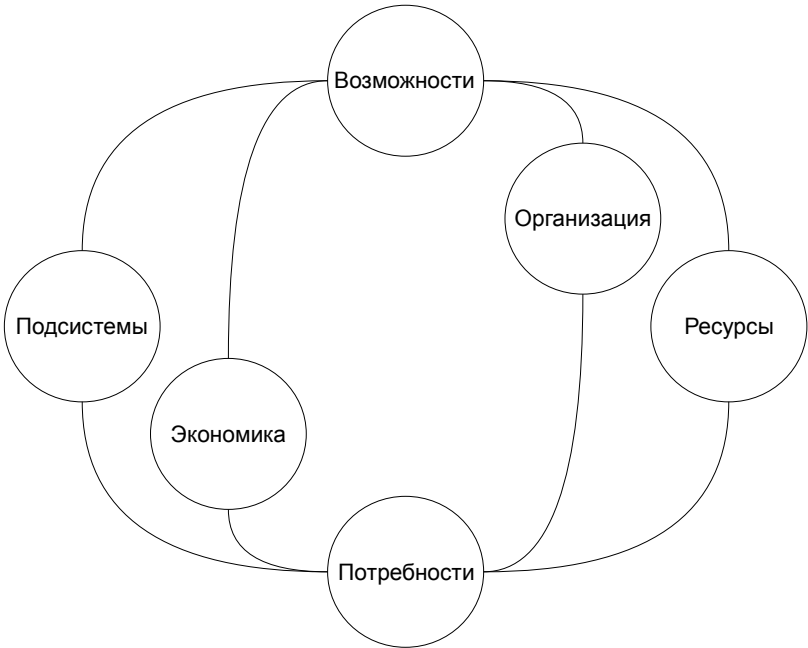 Возможности
Организация
Подсистемы
Ресурсы
Экономика
Потребности